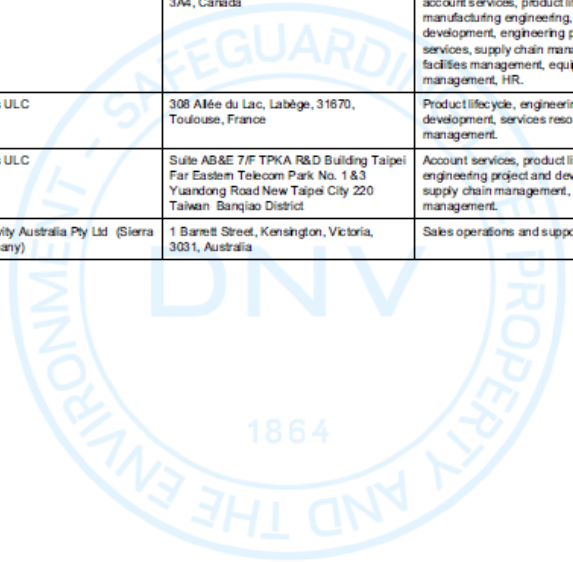 3A4, Canada
account services, product li
manufacturing engineering,
development, engineering p
services, supply chain mana
facilities management, equi
management, HR.
s ULC
308 Allée du Lac, Labège, 31670,
Toulouse, France
Product lifecycle, engineerin
development, services reso
management.
s ULC
Suite AB&E 7/F TPKA R&D Building Taipei
Far Eastern Telecom Park No. 1 &3
Yuandong Road New Taipei City 220
Taiwan Banqiao District
Account services, product li
engineering project and dev
supply chain management,
management.
vity Australia Pty Ltd (Sierra
any)
1 Barrett Street, Kensington, Victoria,
3031, Australia
Sales operations and suppo
SAFEGUARDING
PROPERTY AND THE ENVIRONMENT
DNV
1864